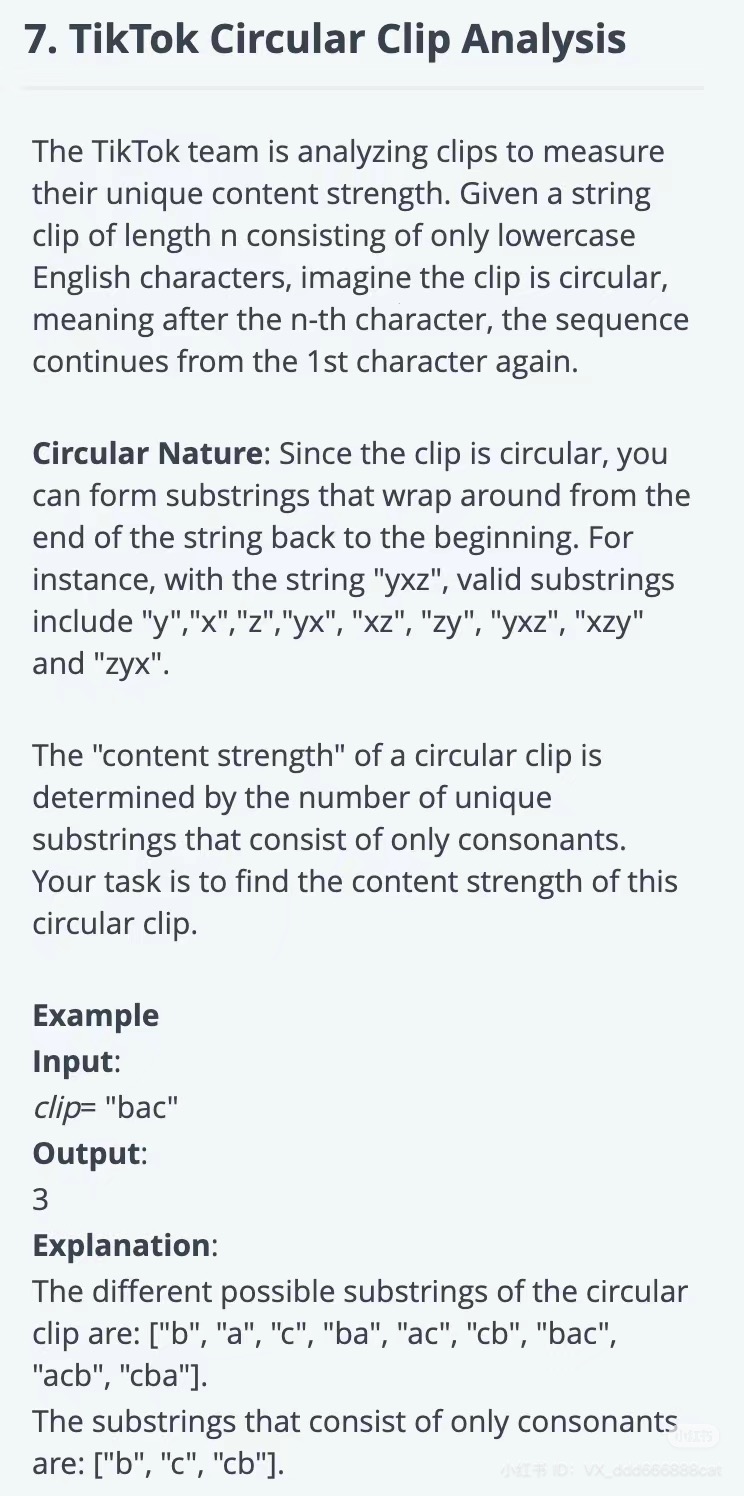 7. TikTok Circular Clip Analysis
The TikTok team is analyzing clips to measure
their unique content strength. Given a string
clip of length n consisting of only lowercase
English characters, imagine the clip is circular,
meaning after the n-th character, the sequence
continues from the 1st character again.
Circular Nature: Since the clip is circular, you
can form substrings that wrap around from the
end of the string back to the beginning. For
instance, with the string "yxz", valid substrings
include "y","x","z","yx", "xz", "zy", "yxz", "xzy"
and "zyx".
The "content strength" of a circular clip is
determined by the number of unique
substrings that consist of only consonants.
Your task is to find the content strength of this
circular clip.
Example
Input:
clip= "bac"
Output:
3
Explanation:
The different possible substrings of the circular
clip are: ["b", "a", "c", "ba", "ac", "cb", "bac",
"acb", "cba"].
The substrings that consist of only consonants
小红书
are: ["b", "c", "cb"].
小红书 ID: VX_ddd666888cat